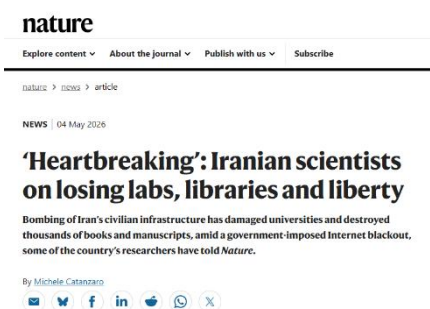 nature
Explore content About the journal Publish with us Subscribe
nature > news > article
NEWS | 04 May 2026
‘Heartbreaking’: Iranian scientists
on losing labs, libraries and liberty
Bombing of Iran’s civilian infrastructure has damaged universities and destroyed
thousands of books and manuscripts, amid a government-imposed Internet blackout,
some of the country’s researchers have told Nature.
By Michele Catanzaro